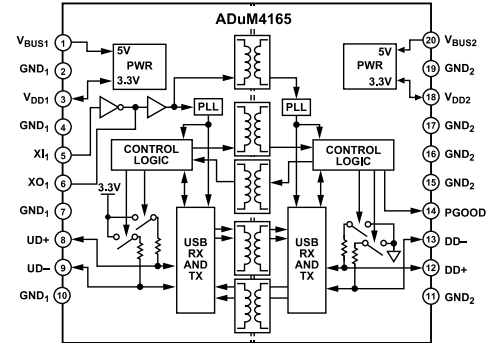 ADuM4165
VBUS1 1
GND1 2
VDD1 3
GND1 4
XI1 5
XO1 6
GND1 7
UD+ 8
UD− 9
GND1 10
5V
PWR
3.3V
PLL
CONTROL
LOGIC
3.3V
USB
RX
AND
TX
PLL
CONTROL
LOGIC
USB
RX
AND
TX
5V
PWR
3.3V
20 VBUS2
19 GND2
18 VDD2
17 GND2
16 GND2
15 GND2
14 PGOOD
13 DD−
12 DD+
11 GND2